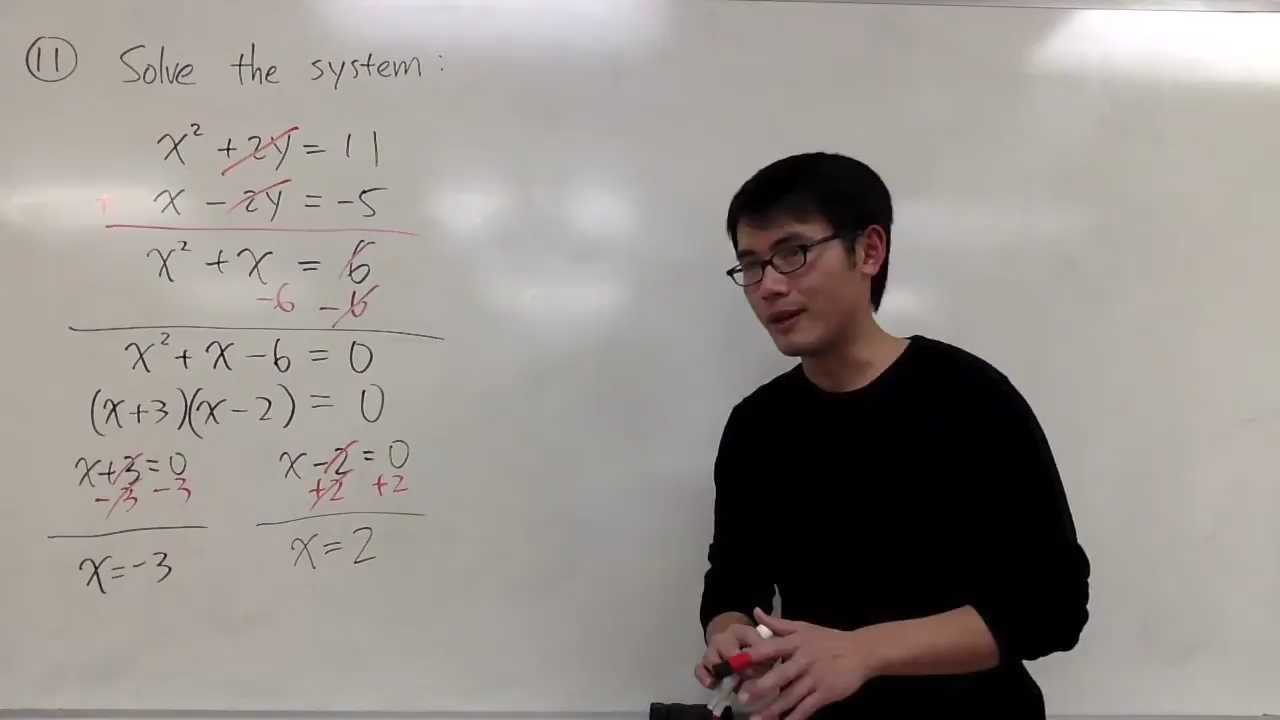 ⑪ Solve the system:
x² + 2y = 11
+ x - 2y = -5
x² + x = 6
-6 -6
x² + x - 6 = 0
(x+3)(x-2) = 0
x+3=0 x-2=0
-3 -3 +2 +2
x=-3 x=2